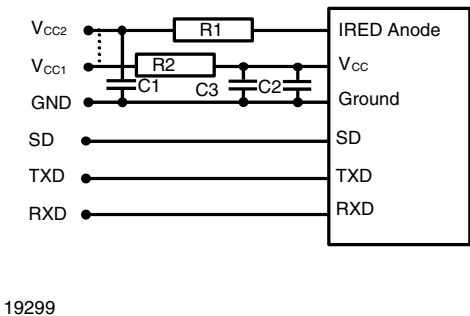 VCC2 R1 IRED Anode
VCC1 R2 VCC
C1 C3 C2
GND Ground
SD SD
TXD TXD
RXD RXD
19299